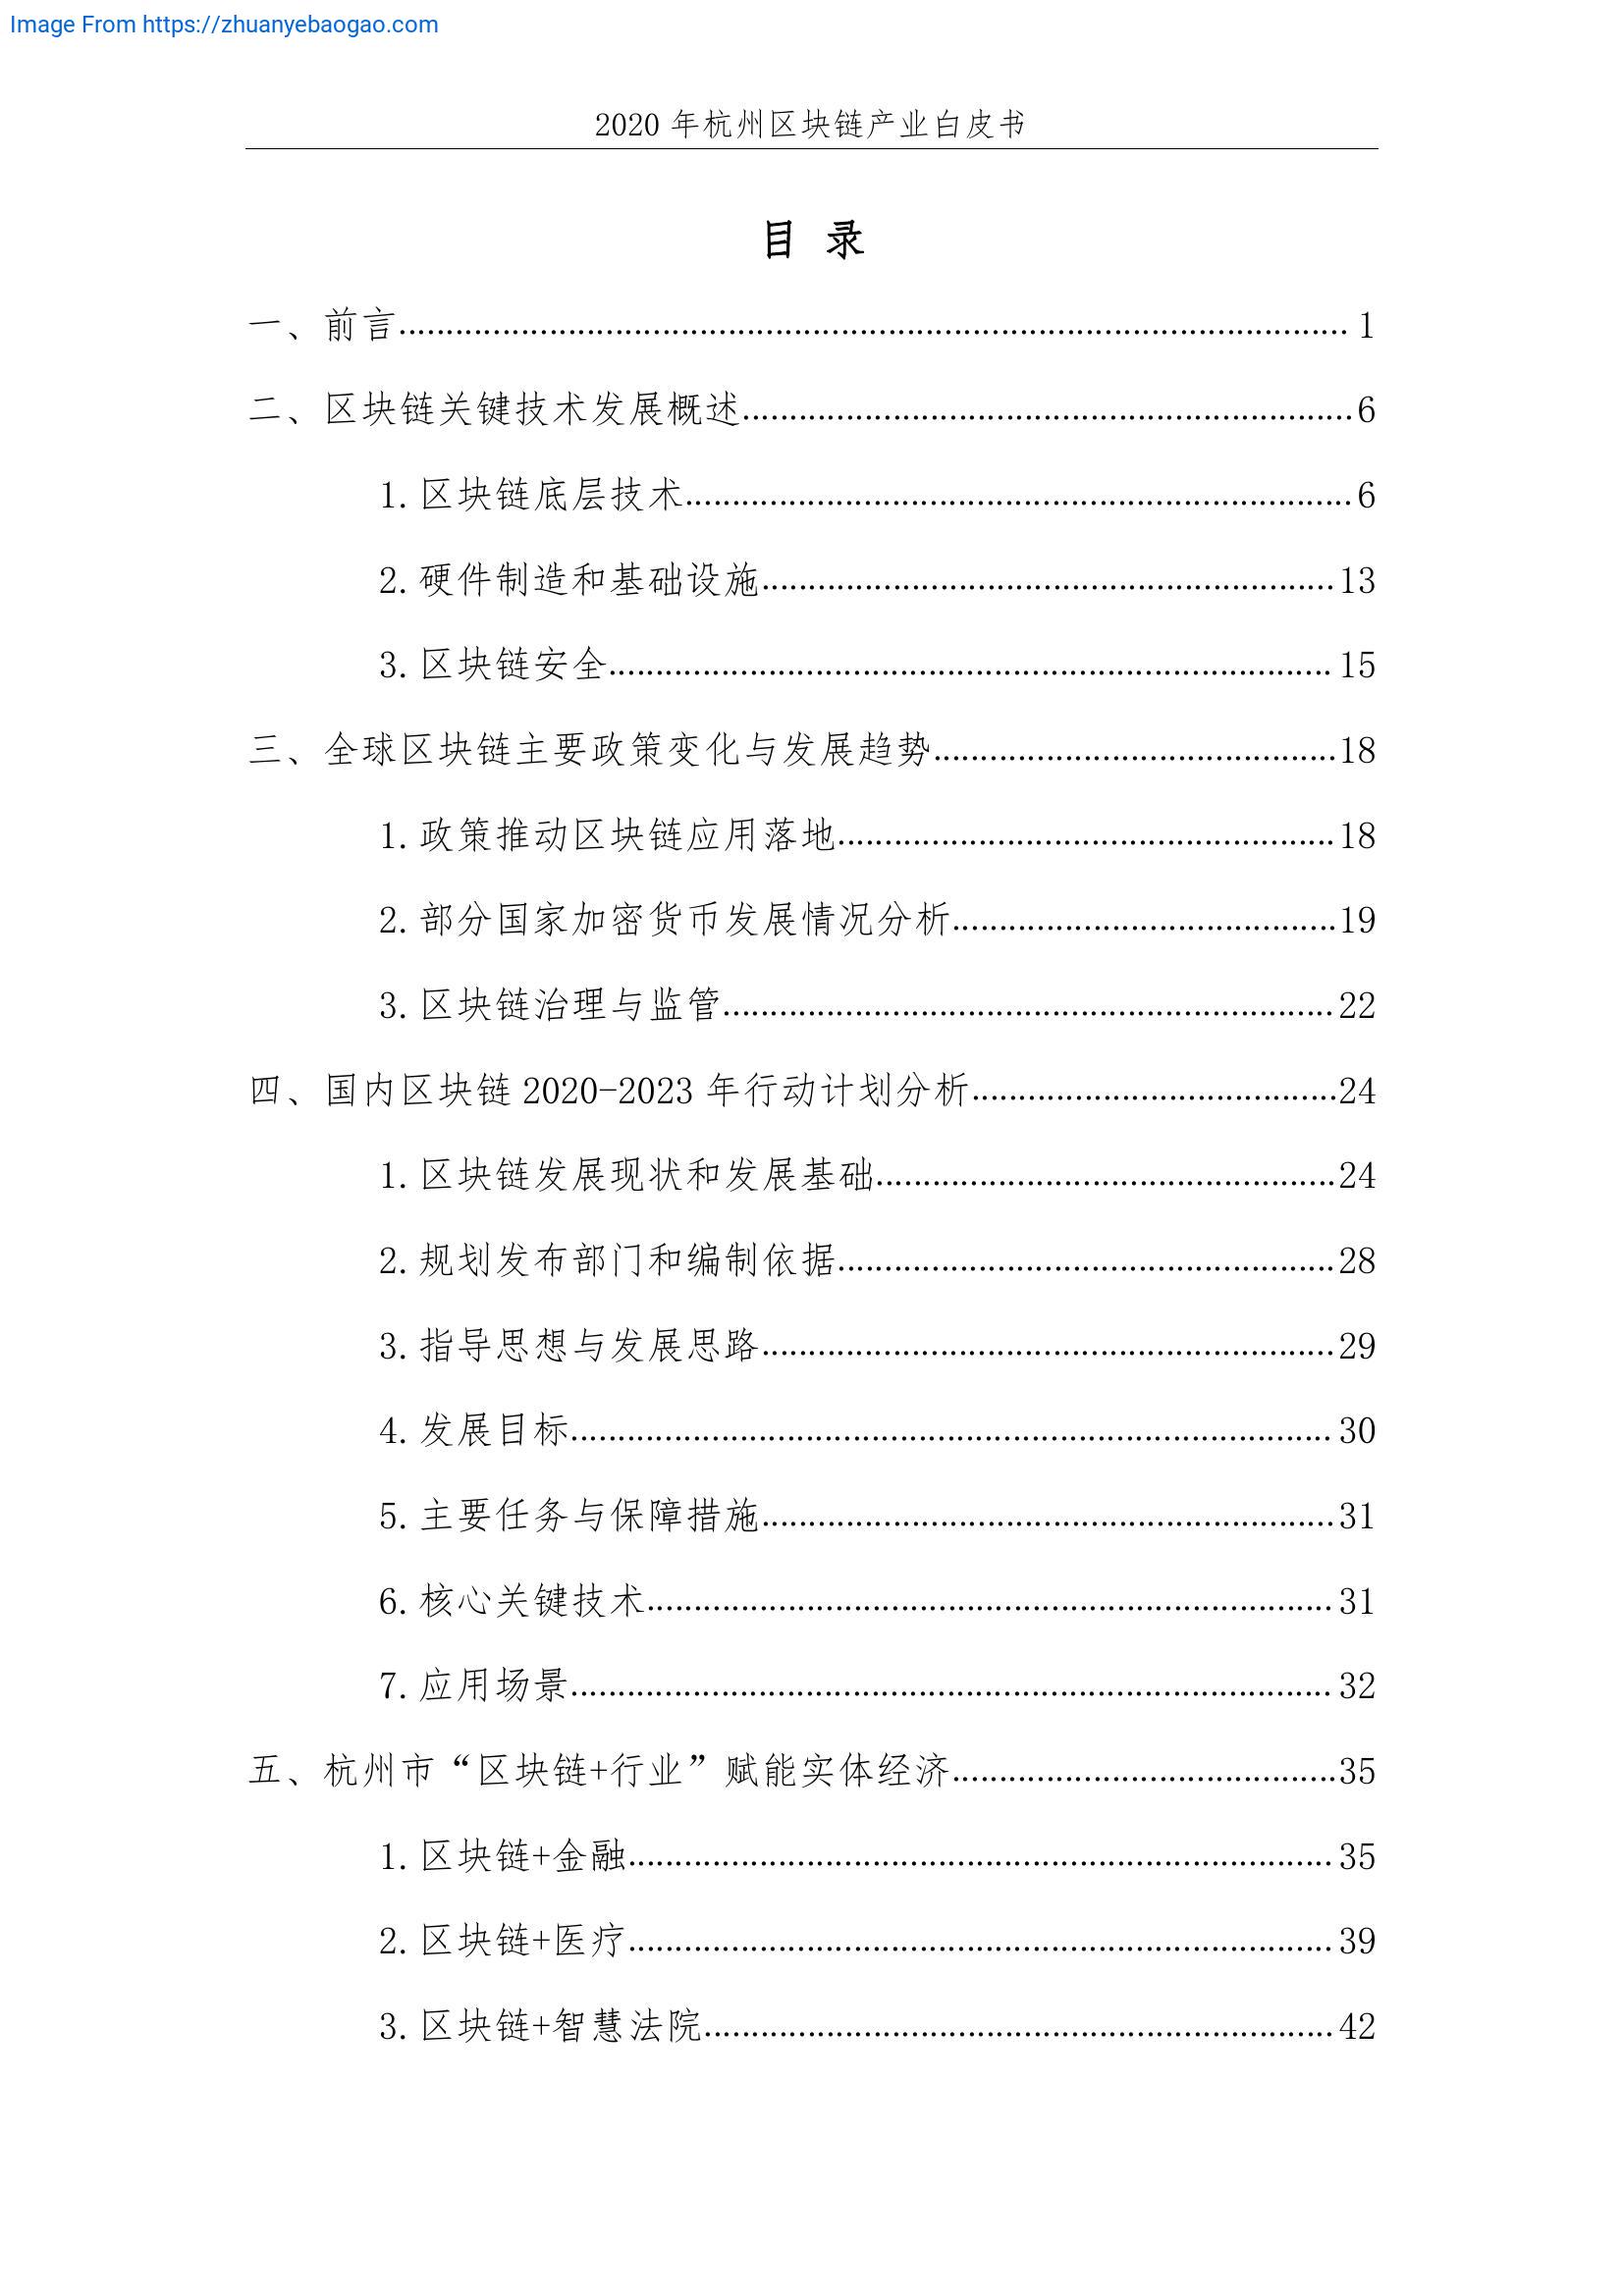 Image From https://zhuanyebaogao.com
2020 年杭州区块链产业白皮书
目 录
一、前言........................................1
二、区块链关键技术发展概述........................................6
1.区块链底层技术........................................6
2.硬件制造和基础设施........................................13
3.区块链安全........................................15
三、全球区块链主要政策变化与发展趋势........................................18
1.政策推动区块链应用落地........................................18
2.部分国家加密货币发展情况分析........................................19
3.区块链治理与监管........................................22
四、国内区块链 2020-2023 年行动计划分析........................................24
1.区块链发展现状和发展基础........................................24
2.规划发布部门和编制依据........................................28
3.指导思想与发展思路........................................29
4.发展目标........................................30
5.主要任务与保障措施........................................31
6.核心关键技术........................................31
7.应用场景........................................32
五、杭州市“区块链+行业”赋能实体经济........................................35
1.区块链+金融........................................35
2.区块链+医疗........................................39
3.区块链+智慧法院........................................42